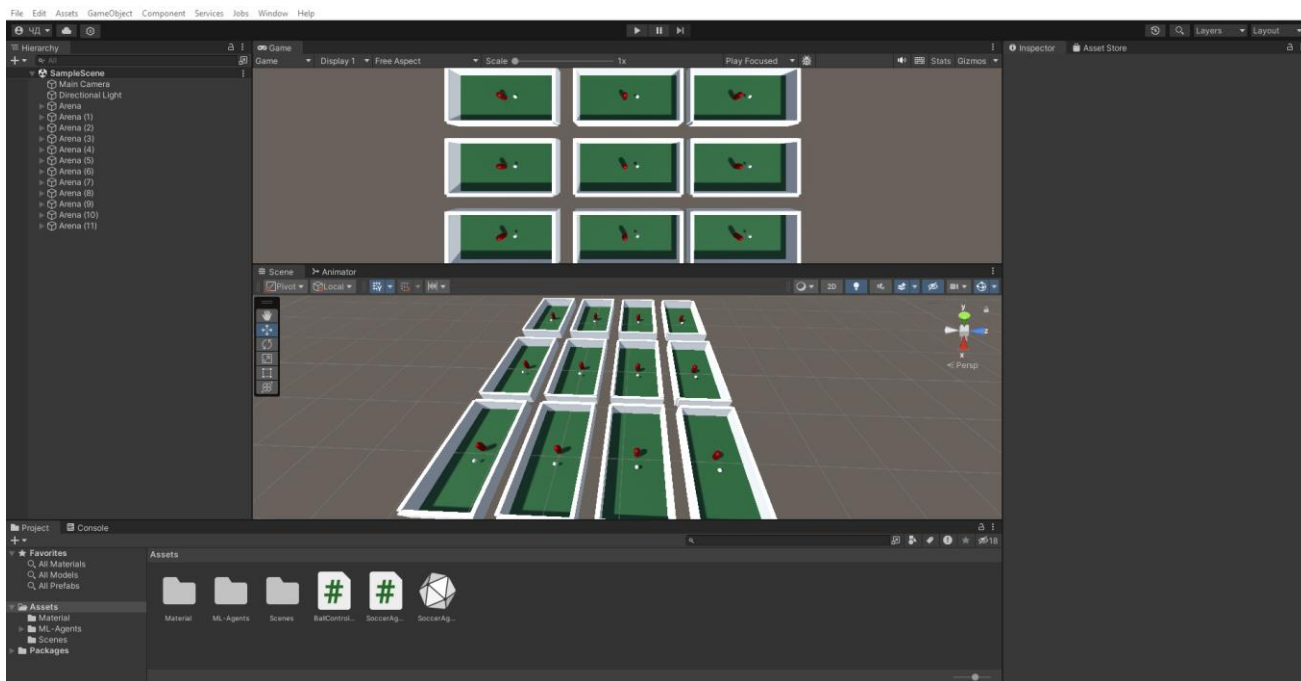 File Edit Assets GameObject Component Services Jobs Window Help
ЧД Layers Layout
Hierarchy
All
SampleScene
Main Camera
Directional Light
Arena
Arena (1)
Arena (2)
Arena (3)
Arena (4)
Arena (5)
Arena (6)
Arena (7)
Arena (8)
Arena (9)
Arena (10)
Arena (11)
Game
Game Display 1 Free Aspect Scale 1x Play Focused Stats Gizmos
Scene Animator
Pivot Local 2D
y
z
x
Persp
Inspector Asset Store
Project Console
18
Favorites
All Materials
All Models
All Prefabs
Assets
Material
ML-Agents
Scenes
Packages
Assets
Material ML-Agents Scenes BallControl... SoccerAg... SoccerAg...